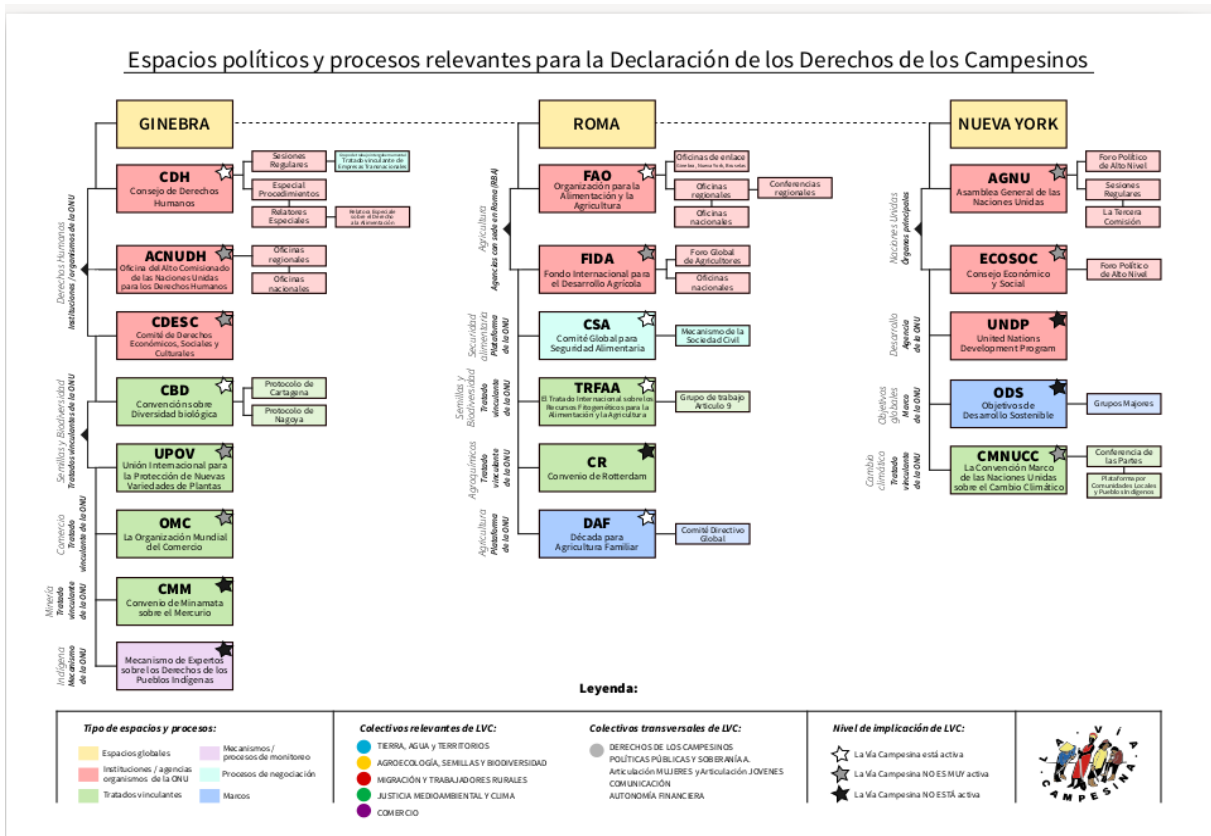 Espacios políticos y procesos relevantes para la Declaración de los Derechos de los Campesinos
GINEBRA
Derechos Humanos
Instituciones / organismos de la ONU
CDH
Consejo de Derechos
Humanos
Sesiones
Regulares
Tratado vinculante de
Empresas Transnacionales
Especial
Procedimientos
Relatores
Especiales
Relatora Especiale
sobre el Derecho
a la Alimentación
ACNUDH
Oficina del Alto Comisionado
de las Naciones Unidas
para los Derechos Humanos
Oficinas
regionales
Oficinas
nacionales
CDESC
Comité de Derechos
Económicos, Sociales y
Culturales
Semillas y Biodiversidad
Tratados vinculantes de la ONU
CBD
Convención sobre
Diversidad biológica
Protocolo de
Cartagena
Protocolo de
Nagoya
UPOV
Unión Internacional para
la Protección de Nuevas
Variedades de Plantas
Comercio
Tratado
vinculante de la ONU
OMC
La Organización Mundial
del Comercio
Minería
Tratado
vinculante
de la ONU
CMM
Convenio de Minamata
sobre el Mercurio
Indígena
Mecanismo
de la ONU
Mecanismo de Expertos
sobre los Derechos de los
Pueblos Indígenas
ROMA
Agricultura
Agencias con sede en Roma (RBA)
FAO
Organización para la
Alimentación y la
Agricultura
Oficinas de enlace
Ginebra, Nueva York, Bruselas
Oficinas
regionales
Conferencias
regionales
Oficinas
nacionales
FIDA
Fondo Internacional para
el Desarrollo Agrícola
Foro Global
de Agricultores
Oficinas
nacionales
Securidad
alimentaria
Plataforma
de la ONU
CSA
Comité Global para
Seguridad Alimentaria
Mecanismo de la
Sociedad Civil
Semillas y
Biodiversidad
Tratado
vinculante
de la ONU
TRFAA
El Tratado Internacional sobre los
Recursos Fitogenéticos para la
Alimentación y la Agricultura
Grupo de trabajo
Articulo 9
Agroquímicos
Tratado
vinculante
de la ONU
CR
Convenio de Rotterdam
Agricultura
Plataforma
de la ONU
DAF
Década para
Agricultura Familiar
Comité Directivo
Global
NUEVA YORK
Naciones Unidas
Órganos principales
AGNU
Asamblea General de las
Naciones Unidas
Foro Político
de Alto Nivel
Sesiones
Regulares
La Tercera
Comisión
ECOSOC
Consejo Económico
y Social
Foro Político
de Alto Nivel
Desarrollo
Agencia
de la ONU
UNDP
United Nations
Development Program
Objetivos
globales
Marco
de la ONU
ODS
Objetivos de
Desarrollo Sostenible
Grupos Majores
Cambio
climático
Tratado
vinculante
de la ONU
CMNUCC
La Convención Marco
de las Naciones Unidas
sobre el Cambio Climático
Conferencia de
las Partes
Plataforma por
Comunidades Locales
y Pueblos Indígenos
Leyenda:
Tipo de espacios y procesos:
Espacios globales
Instituciones / agencias
organismos de la ONU
Tratados vinculantes
Mecanismos /
procesos de monitoreo
Procesos de negociación
Marcos
Colectivos relevantes de LVC:
TIERRA, AGUA y TERRITORIOS
AGROECOLOGÍA, SEMILLAS Y BIODIVERSIDAD
MIGRACIÓN Y TRABAJADORES RURALES
JUSTICIA MEDIOAMBIENTAL Y CLIMA
COMERCIO
Colectivos transversales de LVC:
DERECHOS DE LOS CAMPESINOS
POLÍTICAS PÚBLICAS Y SOBERANÍA A.
Articulación MUJERES y Articulación JOVENES
COMUNICACIÓN
AUTONOMÍA FINANCIERA
Nivel de implicación de LVC:
La Vía Campesina está activa
La Vía Campesina NO ES MUY activa
La Vía Campesina NO ESTÁ activa
LA VÍA
CAMPESINA